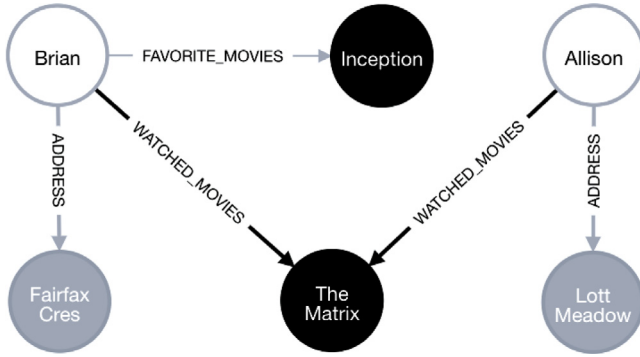 Brian
FAVORITE_MOVIES
Inception
Allison
ADDRESS
WATCHED_MOVIES
WATCHED_MOVIES
ADDRESS
Fairfax
Cres
The
Matrix
Lott
Meadow